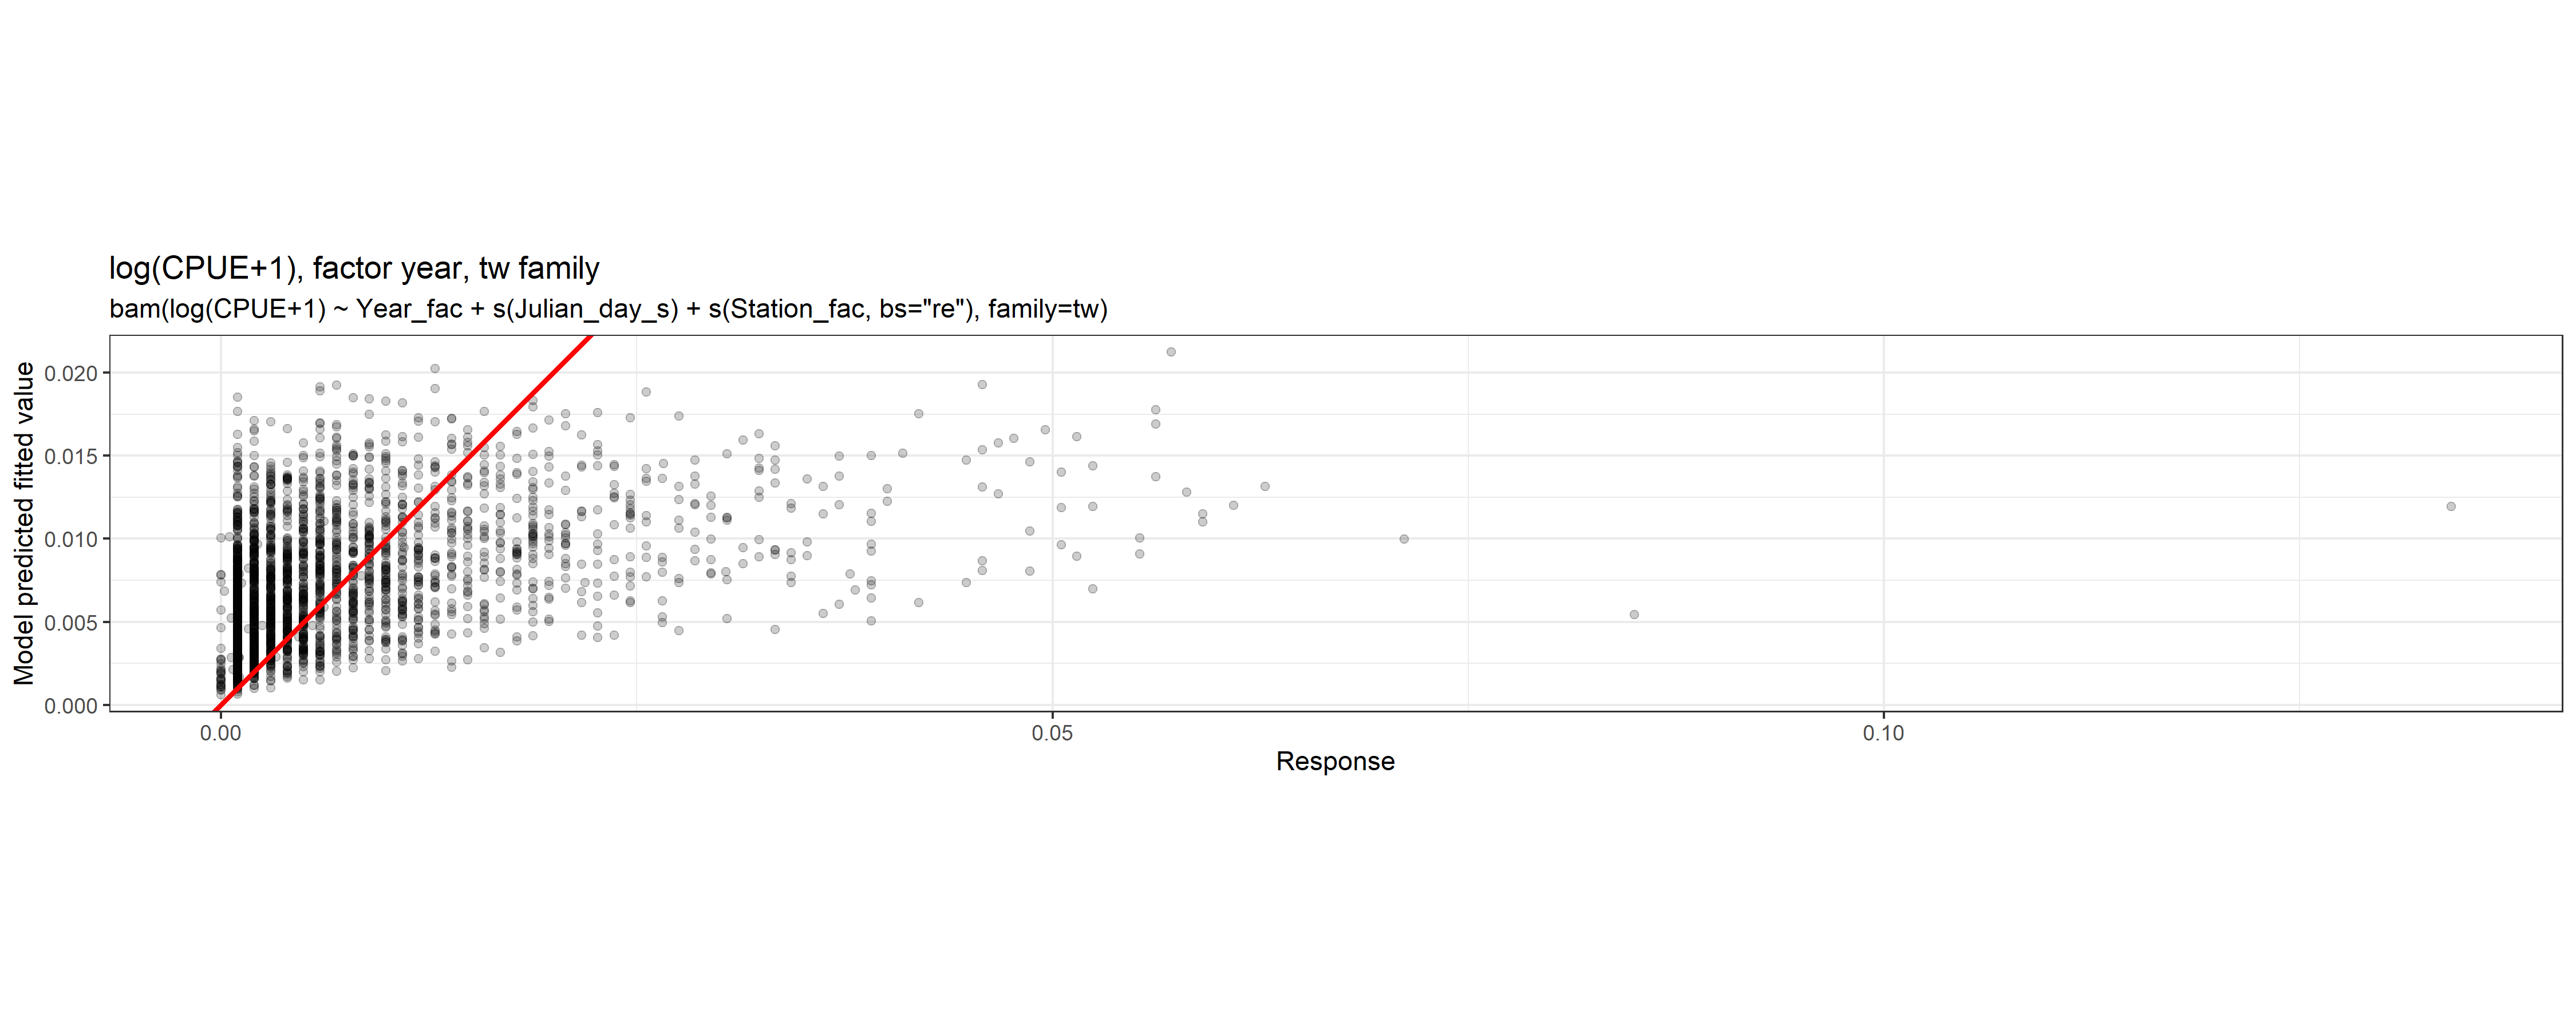 log(CPUE+1), factor year, tw family
bam(log(CPUE+1) ~ Year_fac + s(Julian_day_s) + s(Station_fac, bs="re"), family=tw)
Model predicted fitted value
0.020
0.015
0.010
0.005
0.000
0.00 0.05 0.10
Response